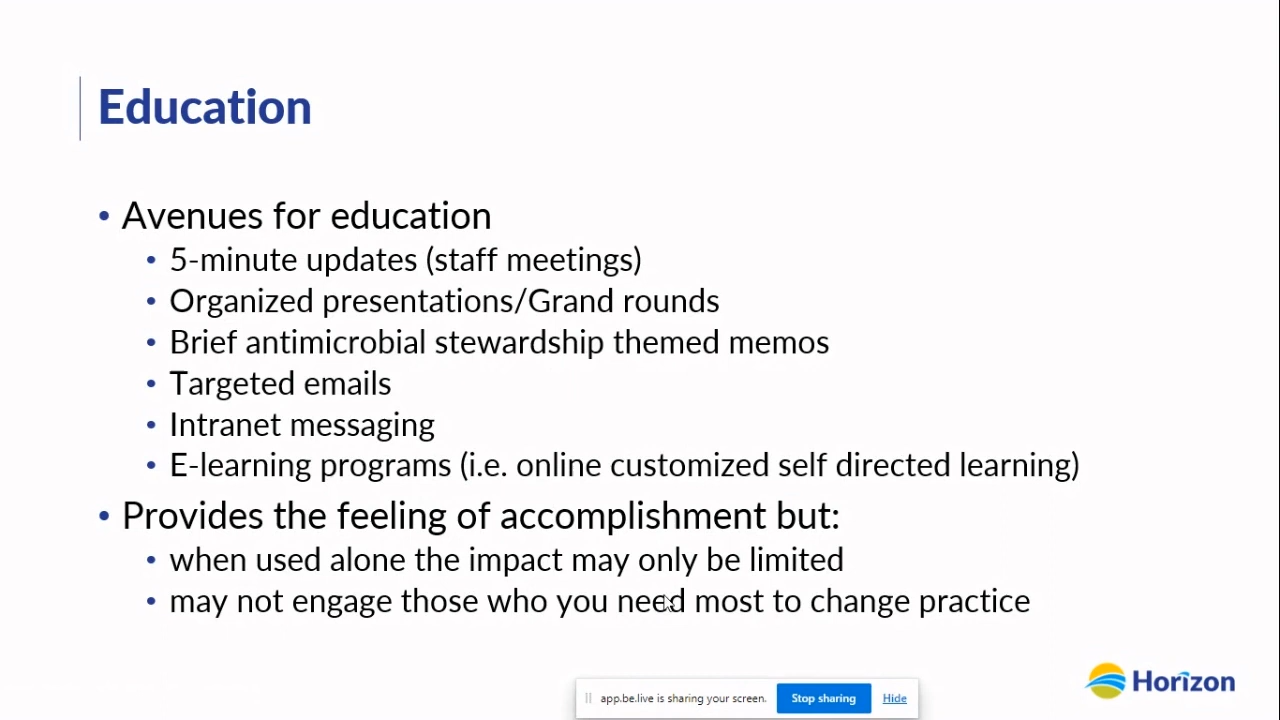 Education
• Avenues for education
• 5-minute updates (staff meetings)
• Organized presentations/Grand rounds
• Brief antimicrobial stewardship themed memos
• Targeted emails
• Intranet messaging
• E-learning programs (i.e. online customized self directed learning)
• Provides the feeling of accomplishment but:
• when used alone the impact may only be limited
• may not engage those who you need most to change practice
Horizon
app.be.live is sharing your screen. Stop sharing Hide